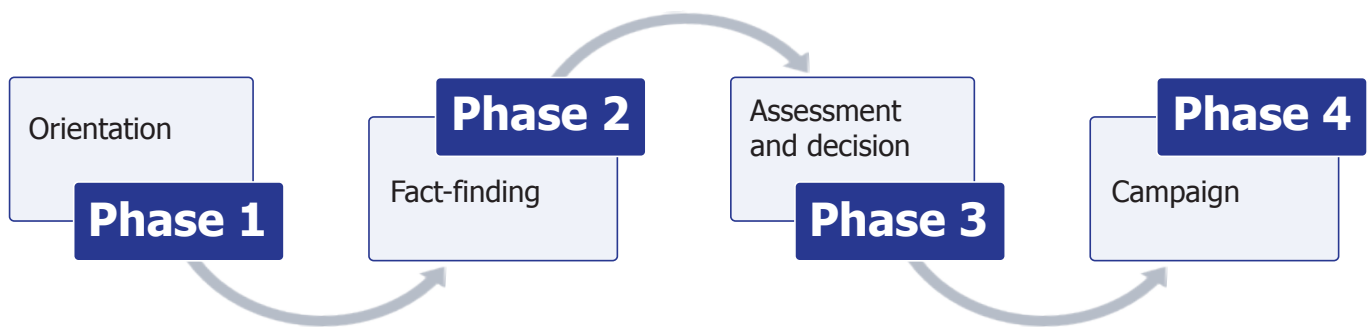 Orientation
Phase 1
Phase 2
Fact-finding
Assessment
and decision
Phase 3
Phase 4
Campaign